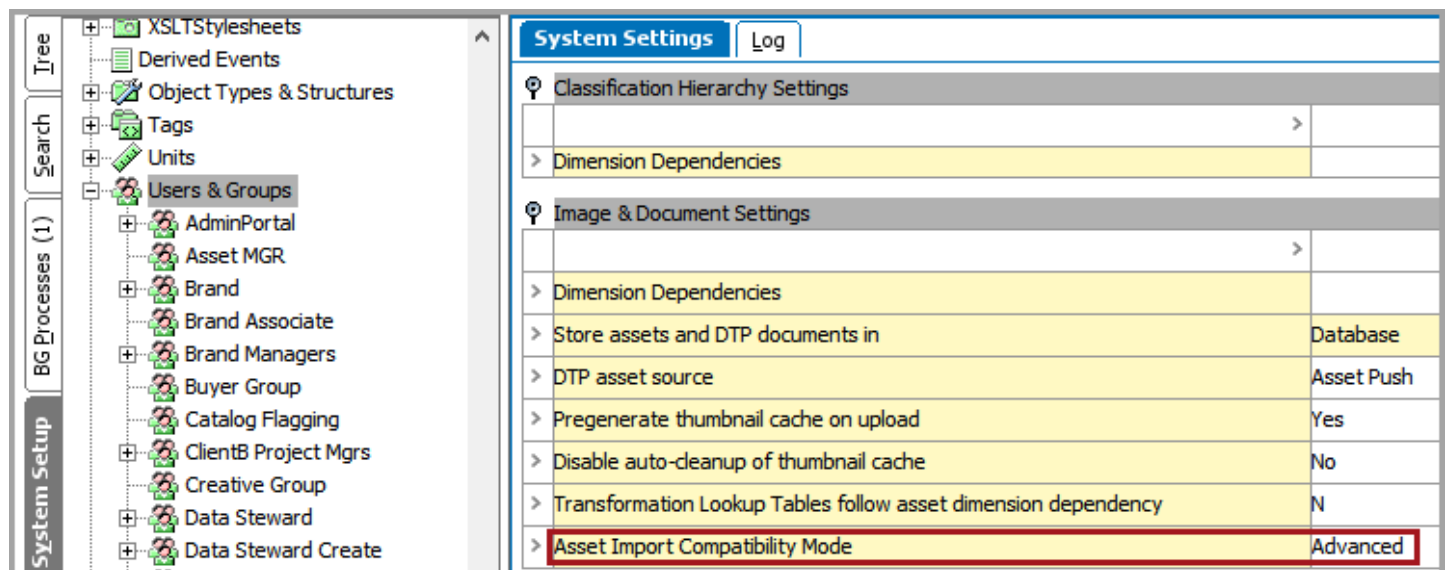 Tree
Search
BG Processes (1)
System Setup
XSLTStylesheets
Derived Events
Object Types & Structures
Tags
Units
Users & Groups
AdminPortal
Asset MGR
Brand
Brand Associate
Brand Managers
Buyer Group
Catalog Flagging
ClientB Project Mgrs
Creative Group
Data Steward
Data Steward Create
System Settings
Log
Classification Hierarchy Settings
>
> Dimension Dependencies
Image & Document Settings
>
> Dimension Dependencies
> Store assets and DTP documents in Database
> DTP asset source Asset Push
> Pregenerate thumbnail cache on upload Yes
> Disable auto-cleanup of thumbnail cache No
> Transformation Lookup Tables follow asset dimension dependency N
> Asset Import Compatibility Mode Advanced